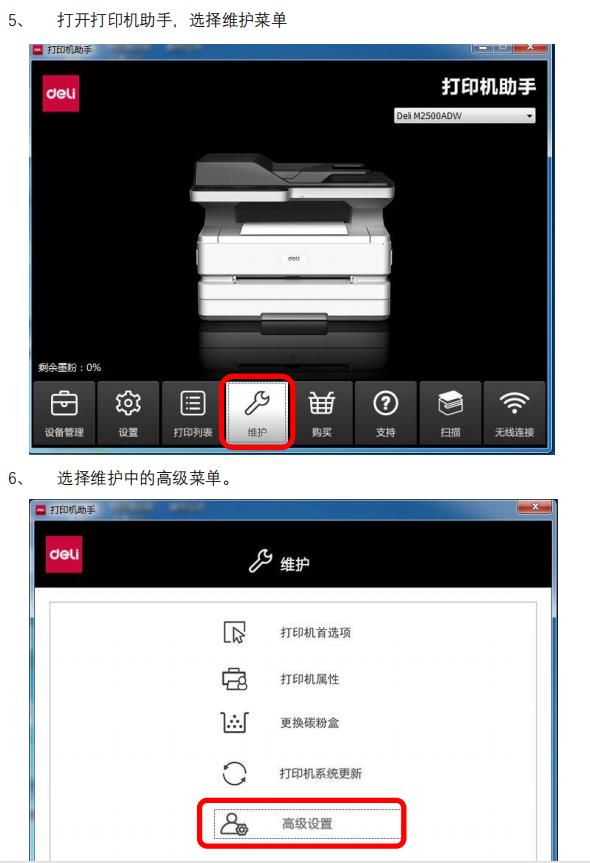 5、 打开打印机助手，选择维护菜单
打印机助手
deli
打印机助手
Deli M2500ADW
deli
剩余墨粉：0%
设备管理 设置 打印列表 维护 购买 支持 扫描 无线连接
6、 选择维护中的高级菜单。
打印机助手
deli
维护
打印机首选项
打印机属性
更换碳粉盒
打印机系统更新
高级设置